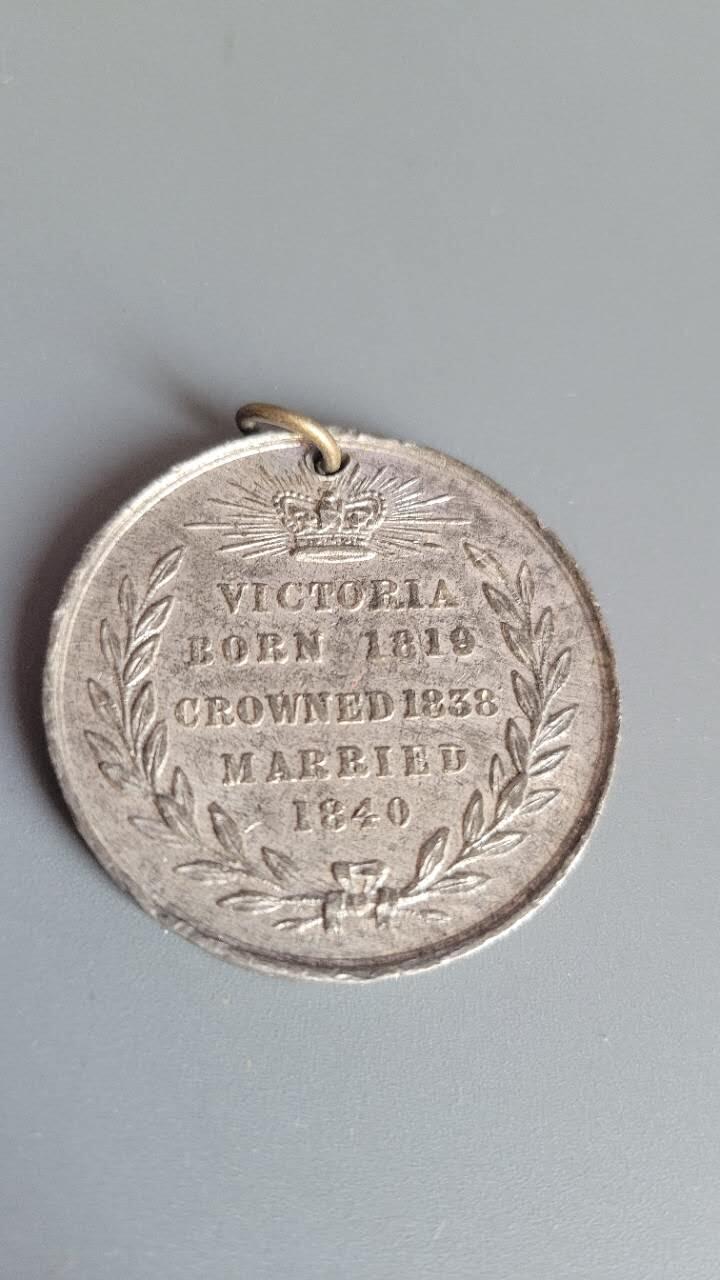 VICTORIA
BORN 1819
CROWNED 1838
MARRIED
1840